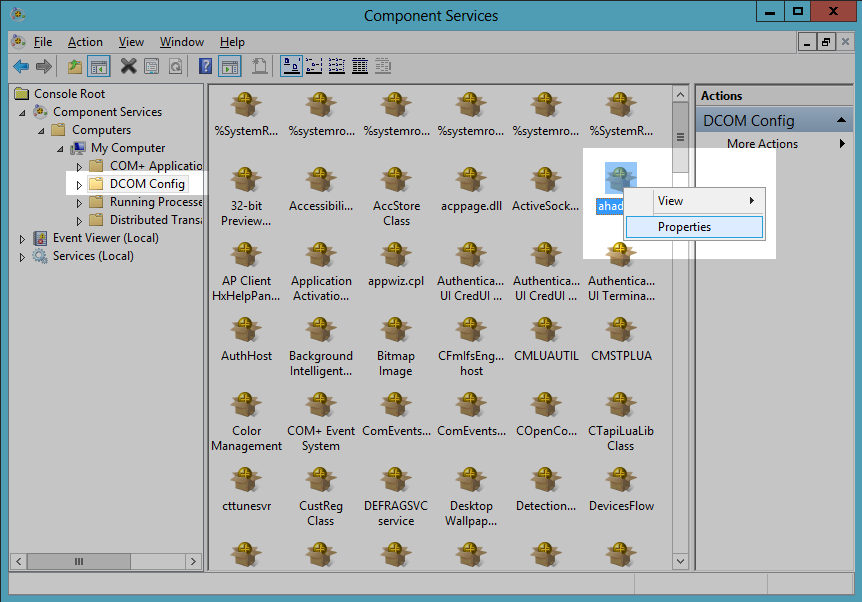 Component Services
File Action View Window Help
Console Root
Component Services
Computers
My Computer
COM+ Applicatio
DCOM Config
Running Processe
Distributed Trans
Event Viewer (Local)
Services (Local)
%SystemR... %systemro... %systemro... %systemro... %systemro... %SystemR...
32-bit Preview...
Accessibili...
AccStore Class
acppage.dll
ActiveSock...
ahad
AP Client HxHelpPan...
Application Activatio...
appwiz.cpl
Authentica... UI CredUI ...
Authentica... UI CredUI ...
Authentica... UI Termina...
AuthHost
Background Intelligent...
Bitmap Image
CFmIfsEng... host
CMLUAUTIL
CMSTPLUA
Color Management
COM+ Event System
ComEvents...
ComEvents...
COpenCo...
CTapiLuaLib Class
cttunesvr
CustReg Class
DEFRAGSVC service
Desktop Wallpap...
Detection...
DevicesFlow
View
Properties
Actions
DCOM Config
More Actions